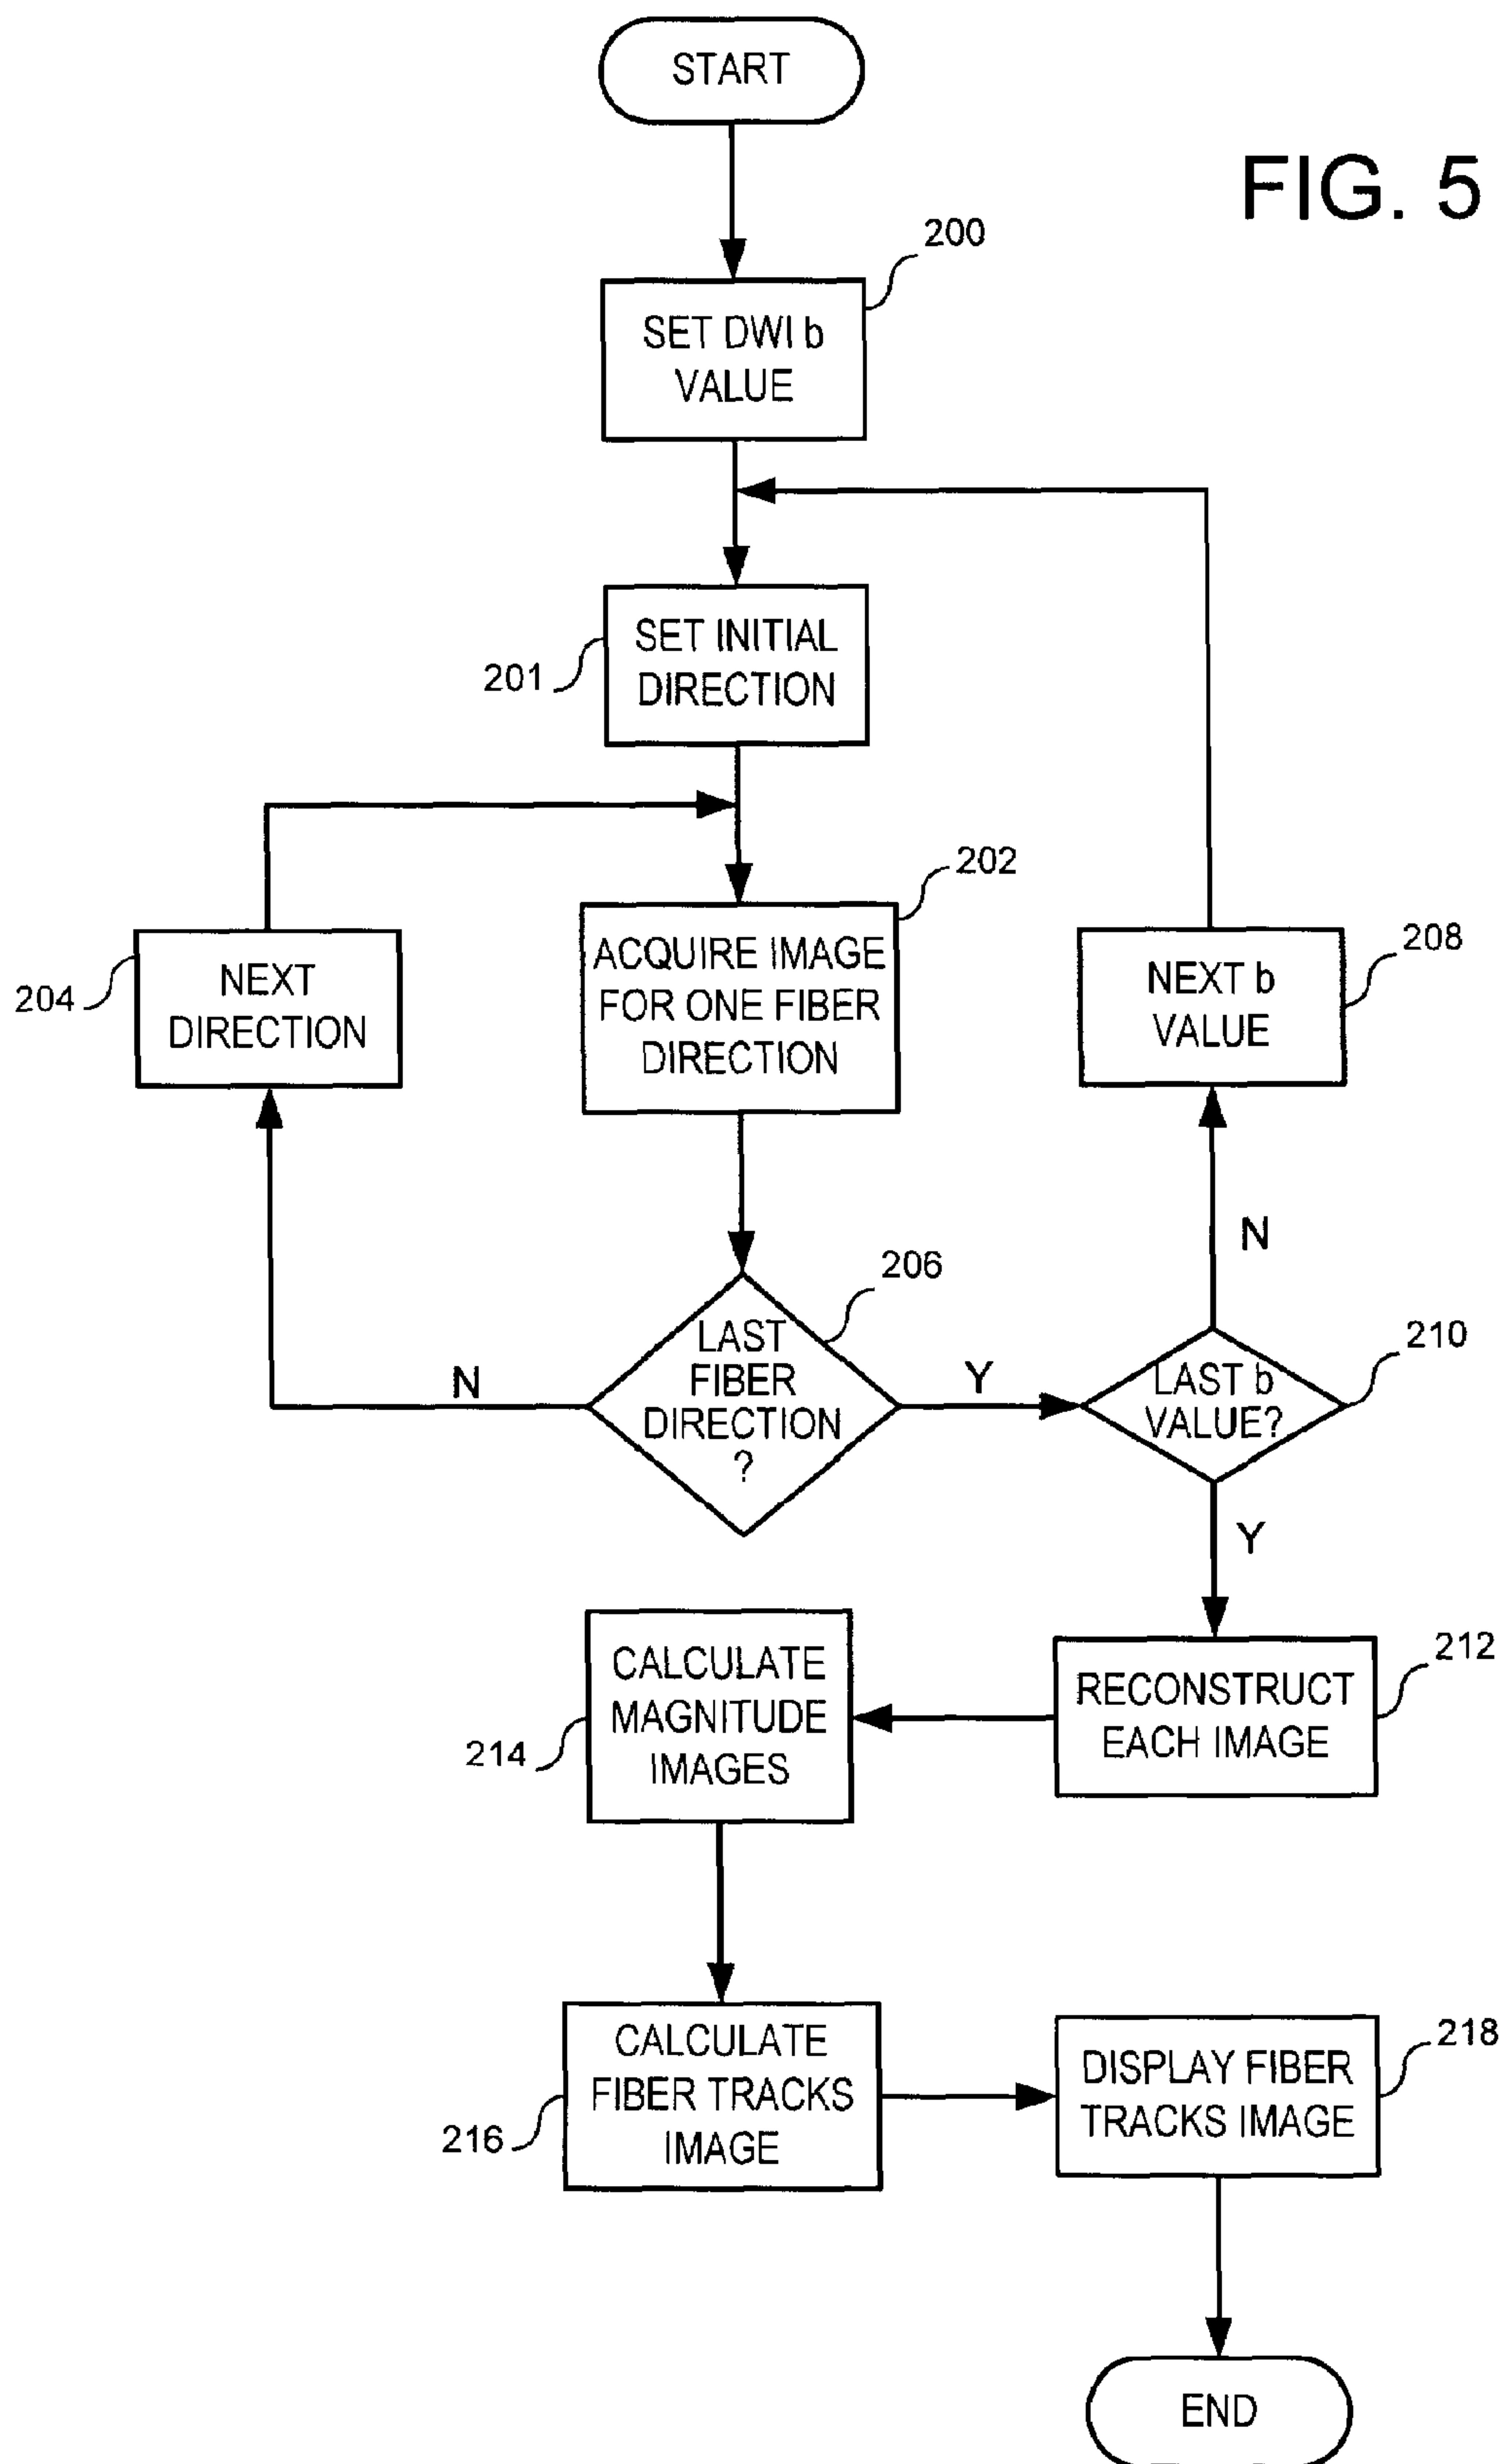 START
FIG. 5
200
SET DWI b
VALUE
SET INITIAL
DIRECTION
201
202
ACQUIRE IMAGE
FOR ONE FIBER
DIRECTION
NEXT
DIRECTION
204
208
NEXT b
VALUE
206
LAST
FIBER
DIRECTION
?
N
Y
N
210
LAST b
VALUE?
Y
212
RECONSTRUCT
EACH IMAGE
CALCULATE
MAGNITUDE
IMAGES
214
CALCULATE
FIBER TRACKS
IMAGE
216
218
DISPLAY FIBER
TRACKS IMAGE
END